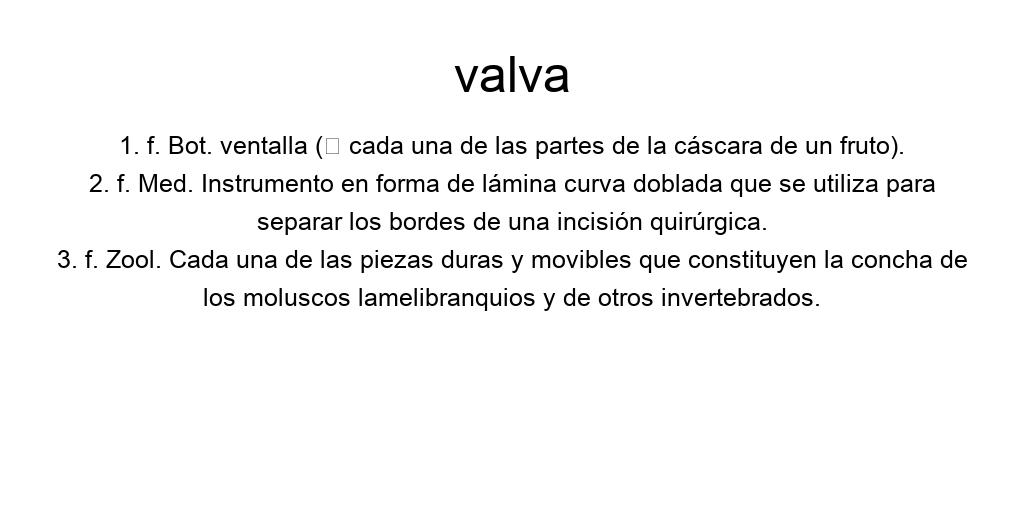 valva
1. f. Bot. ventalla (□ cada una de las partes de la cáscara de un fruto).
2. f. Med. Instrumento en forma de lámina curva doblada que se utiliza para
separar los bordes de una incisión quirúrgica.
3. f. Zool. Cada una de las piezas duras y movibles que constituyen la concha de
los moluscos lamelibranquios y de otros invertebrados.